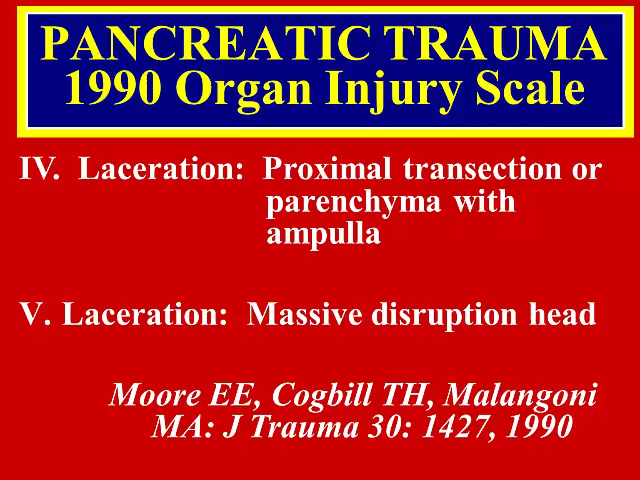 PANCREATIC TRAUMA
1990 Organ Injury Scale
IV. Laceration: Proximal transection or
parenchyma with
ampulla
V. Laceration: Massive disruption head
Moore EE, Cogbill TH, Malangoni
MA: J Trauma 30: 1427, 1990